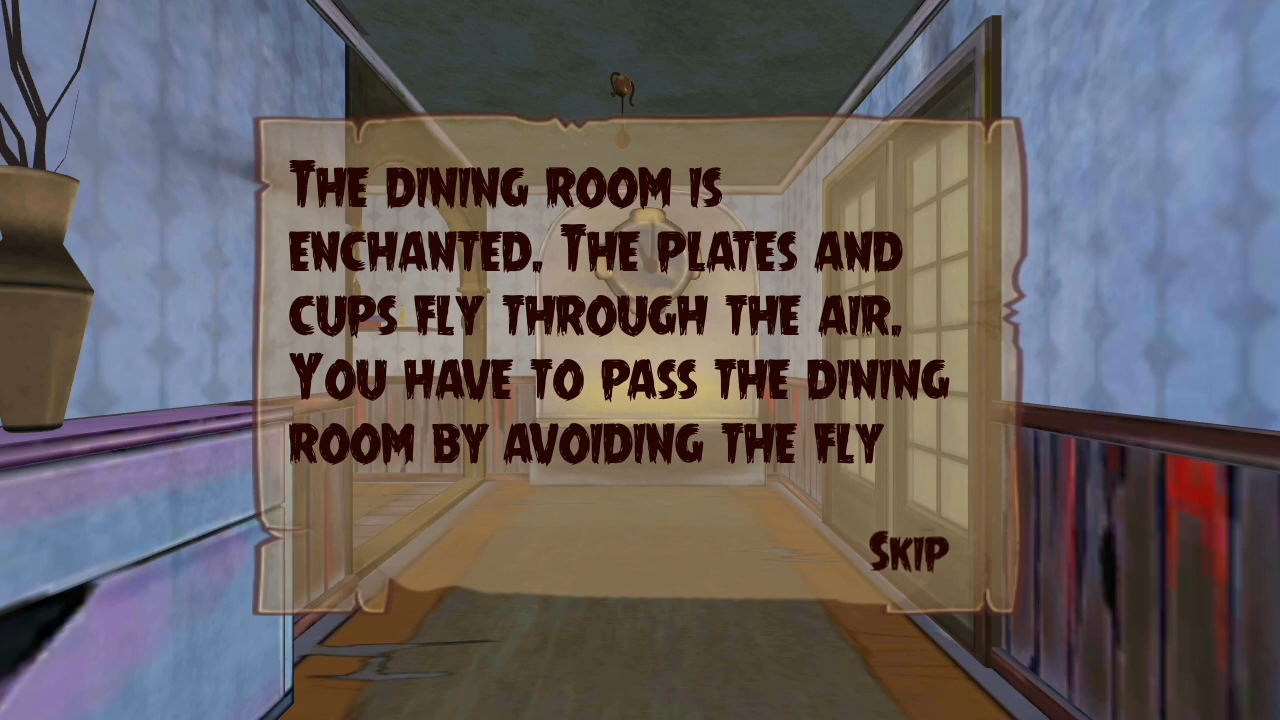 The dining room is
enchanted. The plates and
cups fly through the air.
You have to pass the dining
room by avoiding the fly
Skip